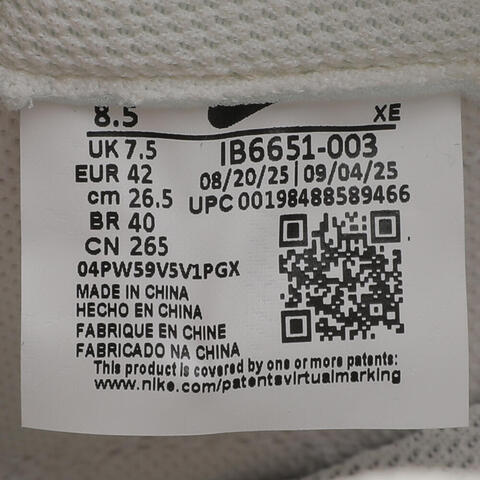 8.5 XE
UK 7.5 IB6651-003
EUR 42 08/20/25 | 09/04/25
cm 26.5 UPC 00198488589466
BR 40
CN 265
04PW59V5V1PGX
MADE IN CHINA
HECHO EN CHINA
FABRIQUE EN CHINE
FABRICADO NA CHINA
This product is covered by one or more patents:
www.nike.com/patentsvirtualmarking